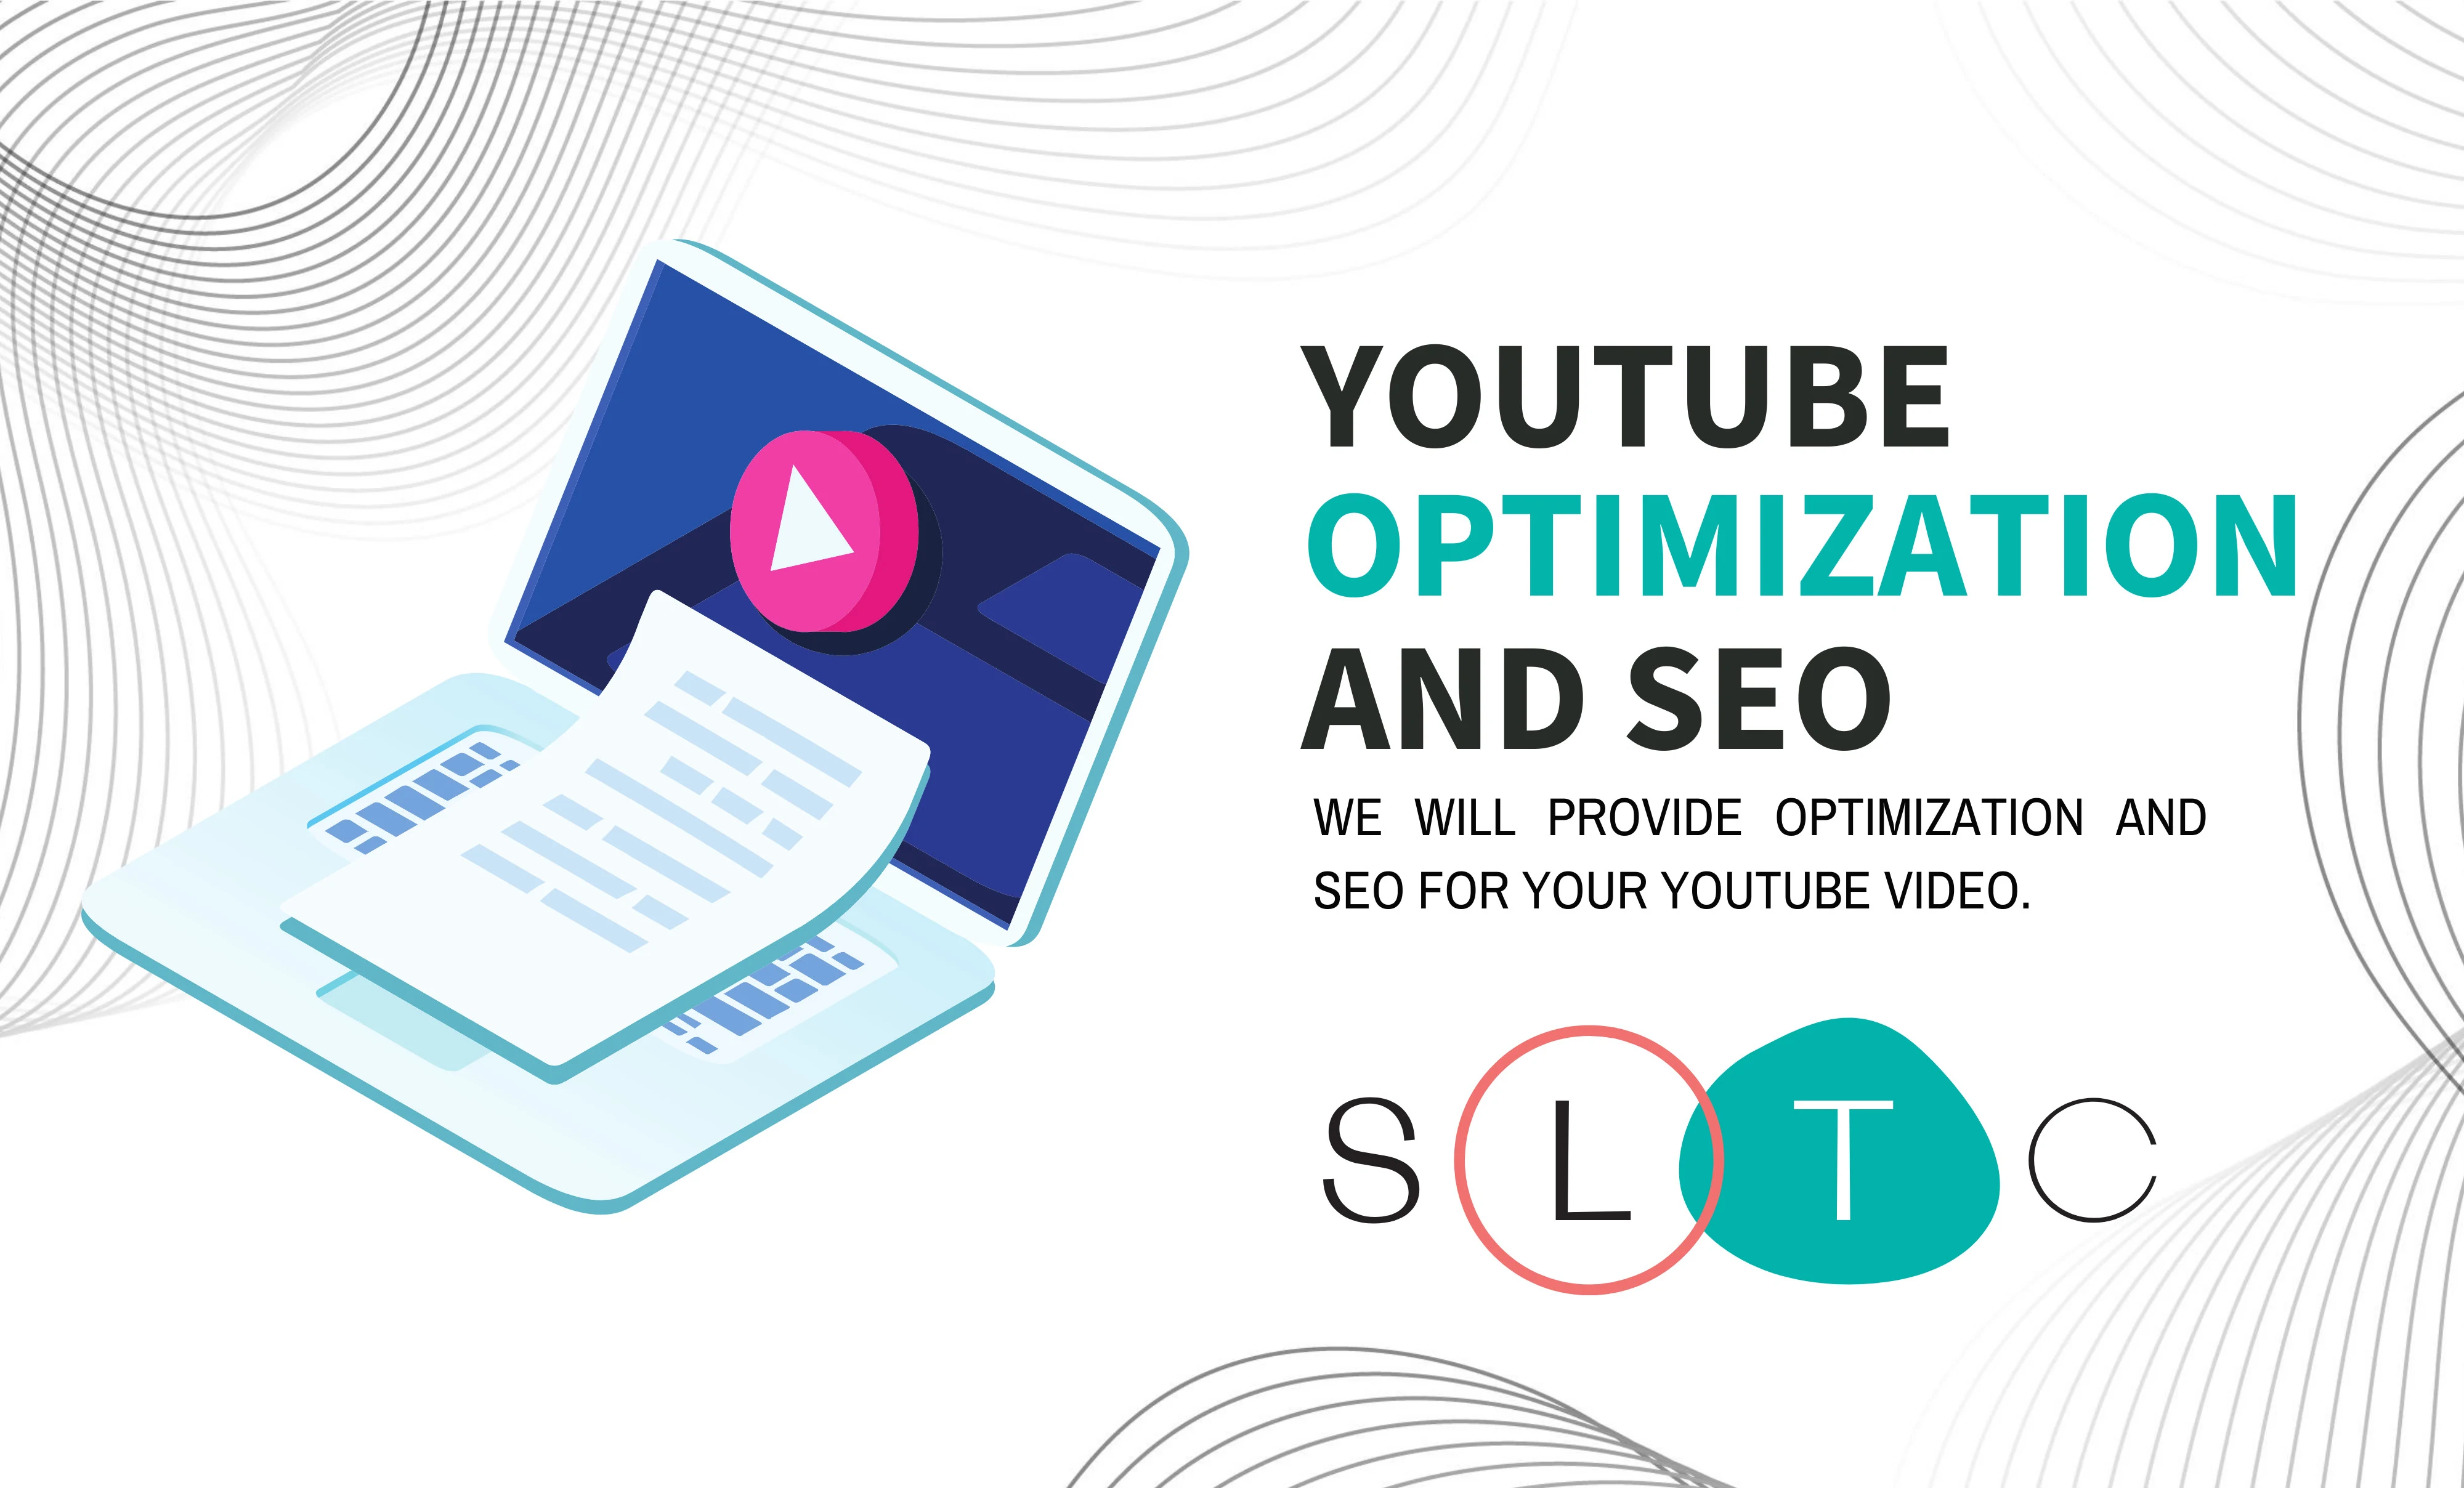 YOUTUBE
OPTIMIZATION
AND SEO
WE WILL PROVIDE OPTIMIZATION AND
SEO FOR YOUR YOUTUBE VIDEO.
S L T C